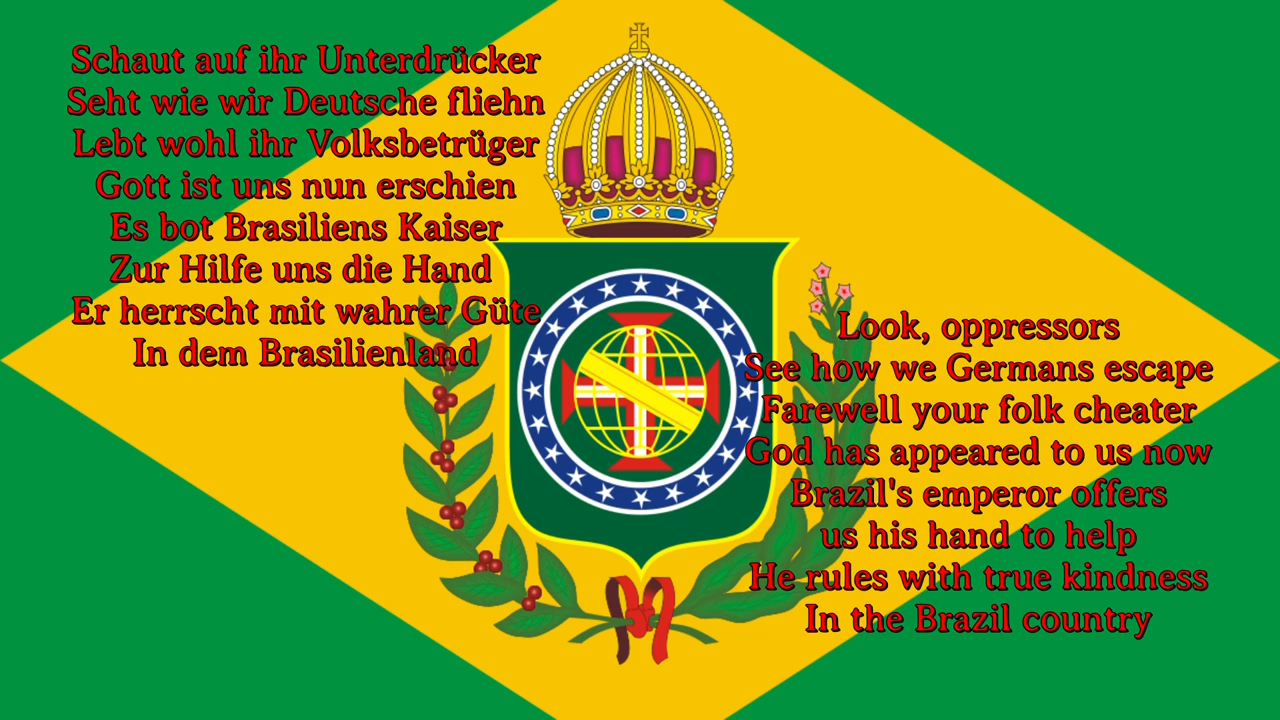 Schaut auf ihr Unterdrücker
Seht wie wir Deutsche fliehn
Lebt wohl ihr Volksbetrüger
Gott ist uns nun erschien
Es bot Brasiliens Kaiser
Zur Hilfe uns die Hand
Er herrscht mit wahrer Güte
In dem Brasilienland
Look, oppressors
See how we Germans escape
Farewell your folk cheater
God has appeared to us now
Brazil's emperor offers
us his hand to help
He rules with true kindness
In the Brazil country